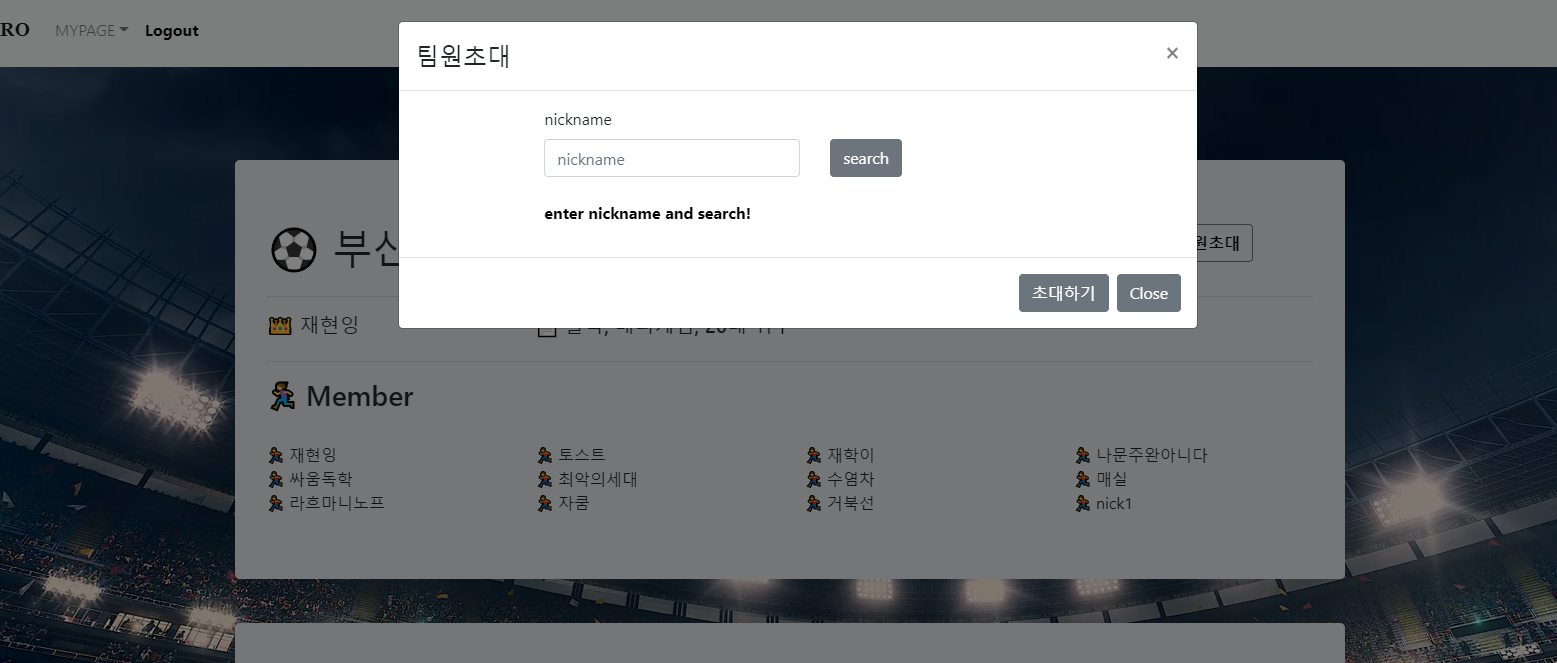 RO MYPAGE Logout
팀원초대 ×
nickname
nickname search
enter nickname and search!
초대하기 Close
부산
원초대
재현잉
Member
재현잉 토스트 재학이 나문주완아니다
싸움독학 최악의세대 수염차 매실
라흐마니노프 자쿰 거북선 nick1